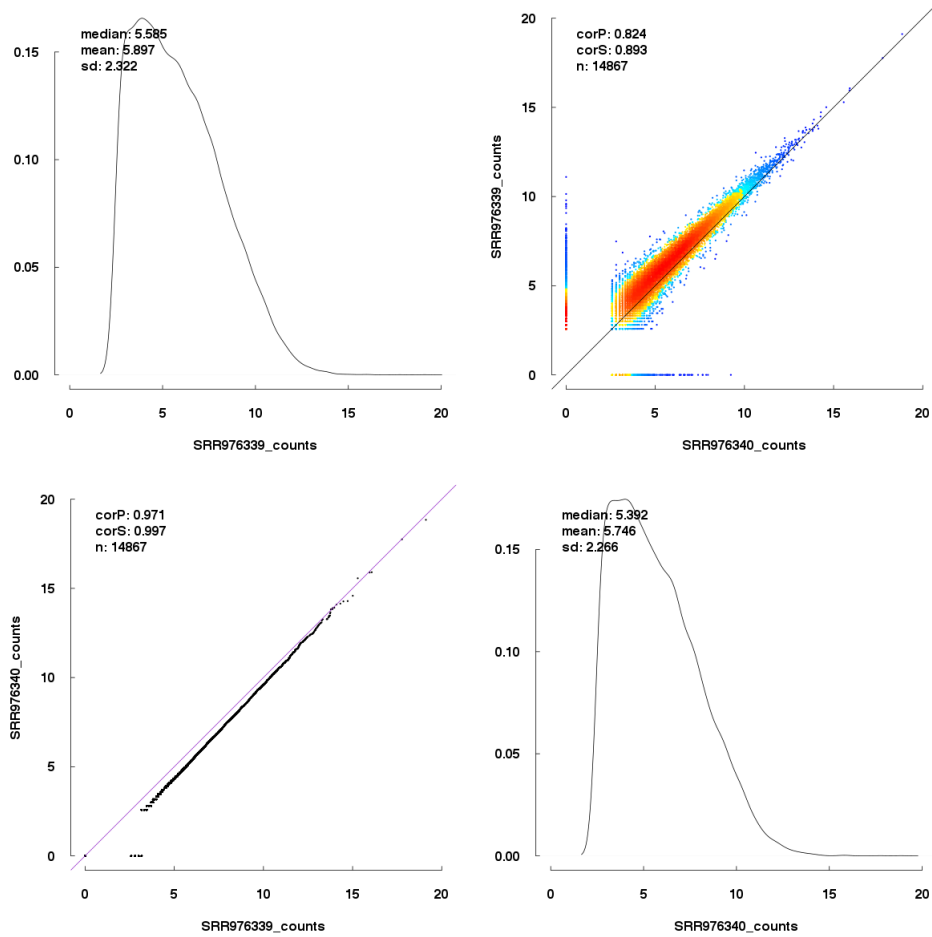 median: 5.585
mean: 5.897
sd: 2.322
0.15
0.10
0.05
0.00
0 5 10 15 20
SRR976339_counts
corP: 0.824
corS: 0.893
n: 14867
20
15
10
5
0
SRR976339_counts
0 5 10 15 20
SRR976340_counts
corP: 0.971
corS: 0.997
n: 14867
20
15
10
5
0
SRR976340_counts
0 5 10 15 20
SRR976339_counts
median: 5.392
mean: 5.746
sd: 2.266
0.15
0.10
0.05
0.00
0 5 10 15 20
SRR976340_counts